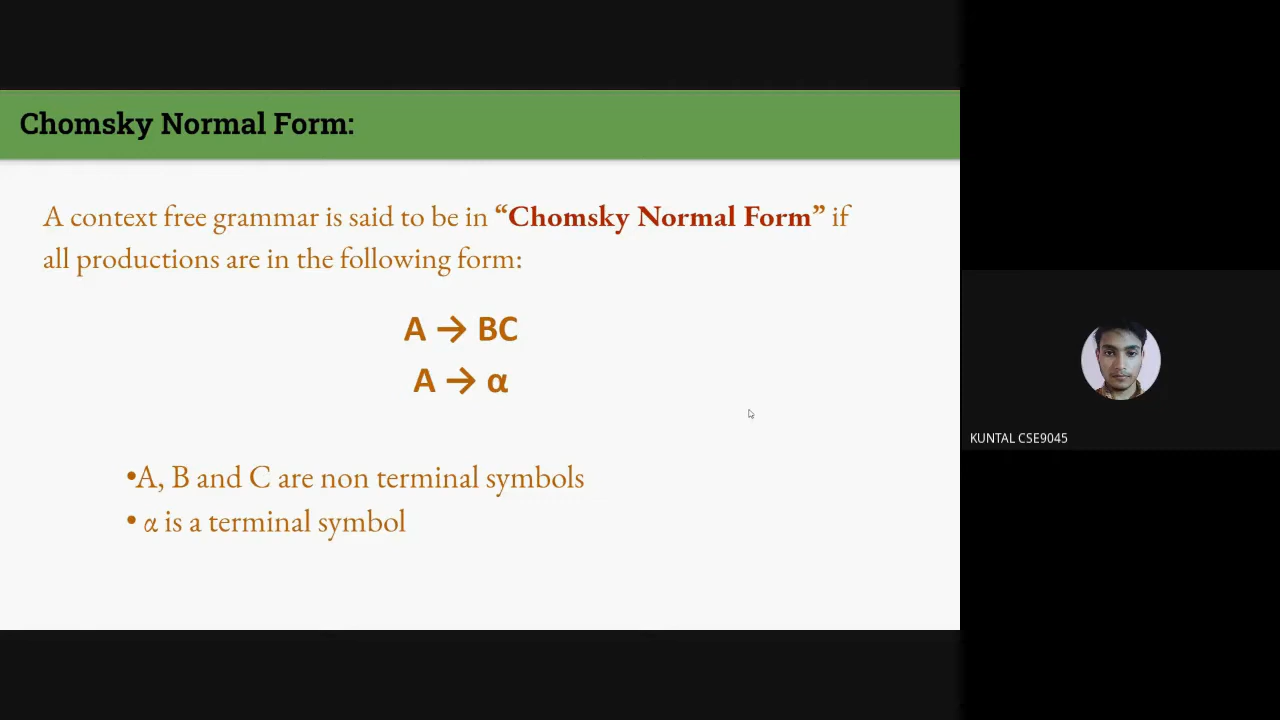 Chomsky Normal Form:
A context free grammar is said to be in “Chomsky Normal Form” if
all productions are in the following form:
A → BC
A → α
•A, B and C are non terminal symbols
• α is a terminal symbol
KUNTAL CSE9045